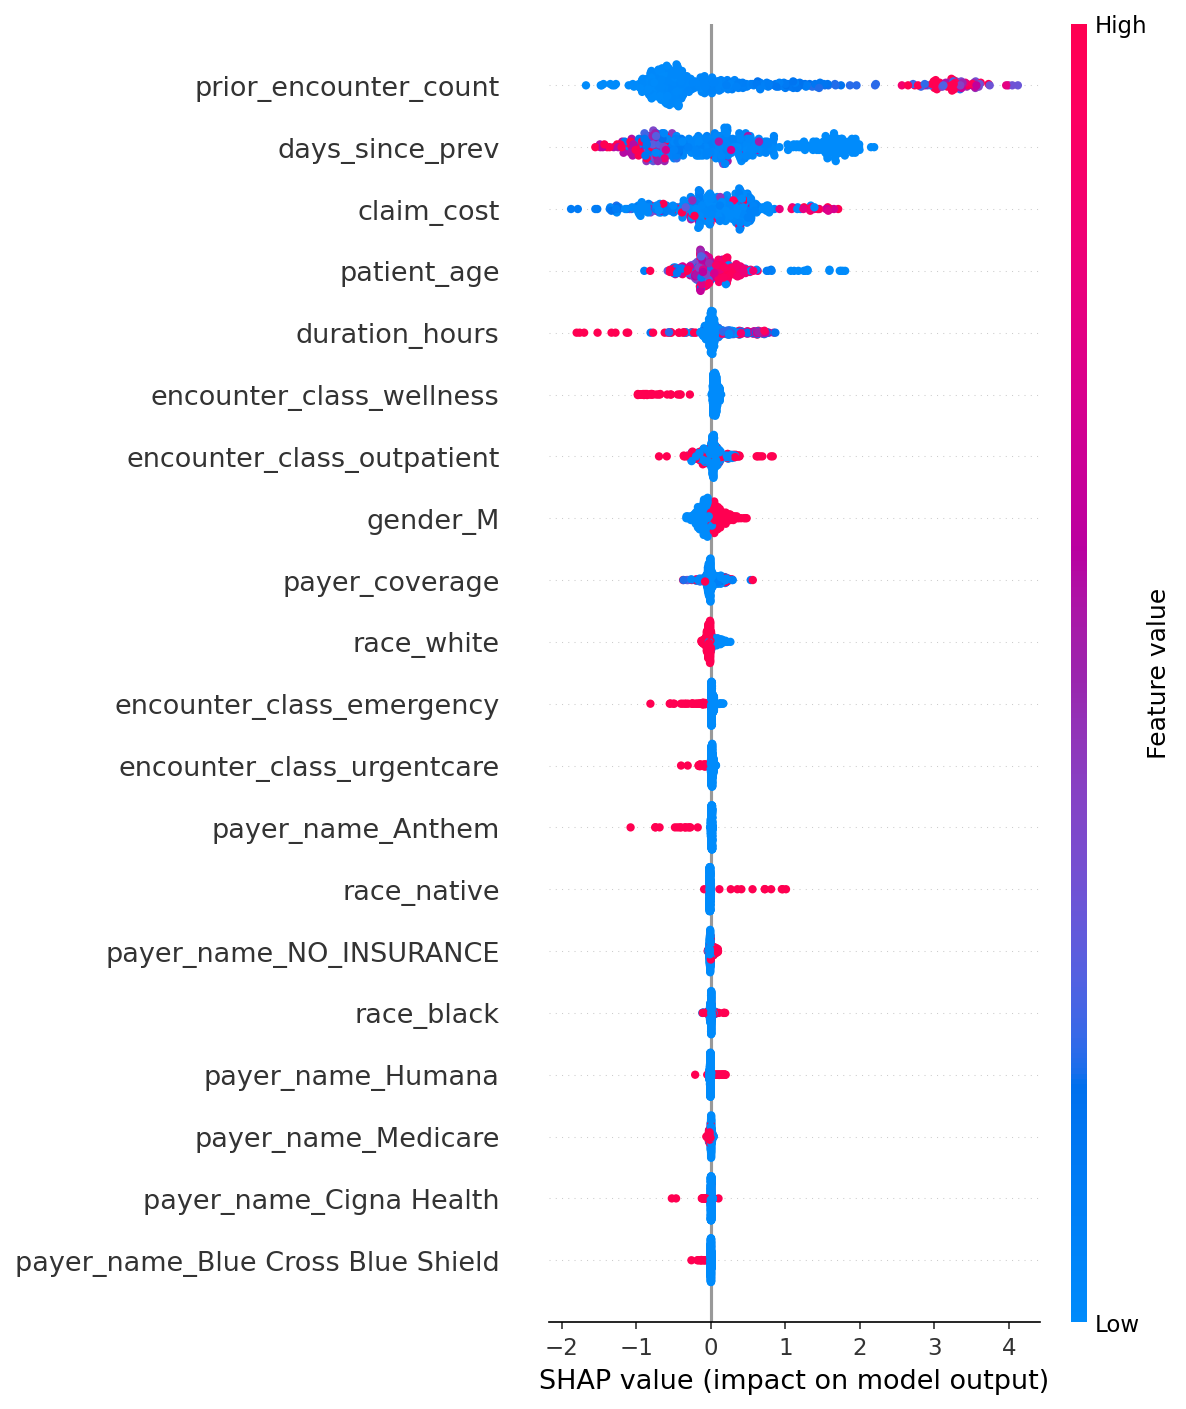 High
prior_encounter_count
days_since_prev
claim_cost
patient_age
duration_hours
encounter_class_wellness
encounter_class_outpatient
gender_M
payer_coverage
race_white
encounter_class_emergency
encounter_class_urgentcare
payer_name_Anthem
race_native
payer_name_NO_INSURANCE
race_black
payer_name_Humana
payer_name_Medicare
payer_name_Cigna Health
payer_name_Blue Cross Blue Shield
Feature value
Low
−2 −1 0 1 2 3 4
SHAP value (impact on model output)